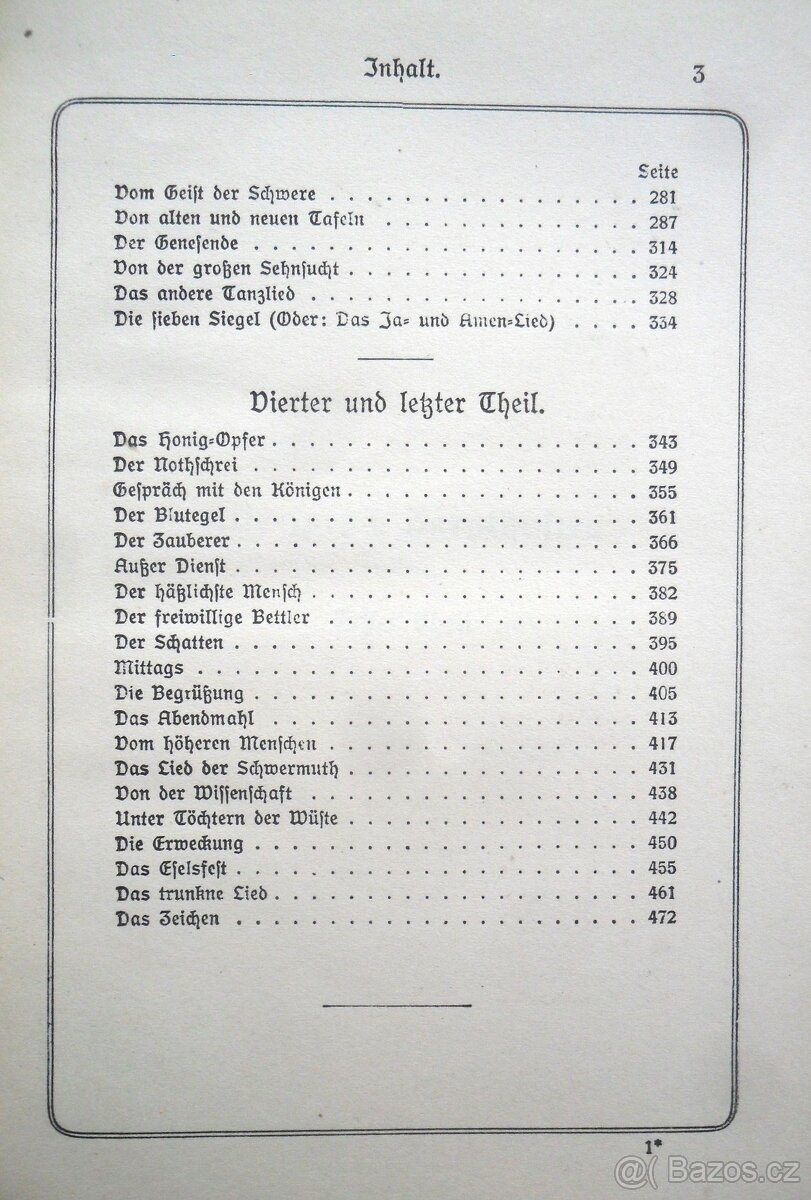 Inhalt. 3
Seite
Vom Geist der Schwere . . . . . . . . . . . . . . . . . 281
Von alten und neuen Tafeln . . . . . . . . . . . . . . 287
Der Genesende . . . . . . . . . . . . . . . . . . . . . 314
Von der großen Sehnsucht . . . . . . . . . . . . . . . . 324
Das andere Tanzlied . . . . . . . . . . . . . . . . . . 328
Die sieben Siegel (Oder: Das Ja- und Amen-Lied) . . . . 334
Vierter und letzter Theil.
Das Honig-Opfer . . . . . . . . . . . . . . . . . . . . 343
Der Nothschrei . . . . . . . . . . . . . . . . . . . . . 349
Gespräch mit den Königen . . . . . . . . . . . . . . . . 355
Der Blutegel . . . . . . . . . . . . . . . . . . . . . . 361
Der Zauberer . . . . . . . . . . . . . . . . . . . . . . 366
Außer Dienst . . . . . . . . . . . . . . . . . . . . . . 375
Der häßlichste Mensch . . . . . . . . . . . . . . . . . . 382
Der freiwillige Bettler . . . . . . . . . . . . . . . . . 389
Der Schatten . . . . . . . . . . . . . . . . . . . . . . 395
Mittags . . . . . . . . . . . . . . . . . . . . . . . . 400
Die Begrüßung . . . . . . . . . . . . . . . . . . . . . 405
Das Abendmahl . . . . . . . . . . . . . . . . . . . . 413
Vom höheren Menschen . . . . . . . . . . . . . . . . . 417
Das Lied der Schwermuth . . . . . . . . . . . . . . . . 431
Von der Wissenschaft . . . . . . . . . . . . . . . . . . 438
Unter Töchtern der Wüste . . . . . . . . . . . . . . . . 442
Die Erweckung . . . . . . . . . . . . . . . . . . . . . 450
Das Eselsfest . . . . . . . . . . . . . . . . . . . . . . 455
Das trunkne Lied . . . . . . . . . . . . . . . . . . . . 461
Das Zeichen . . . . . . . . . . . . . . . . . . . . . . 472
1*
@( Bazos.cz